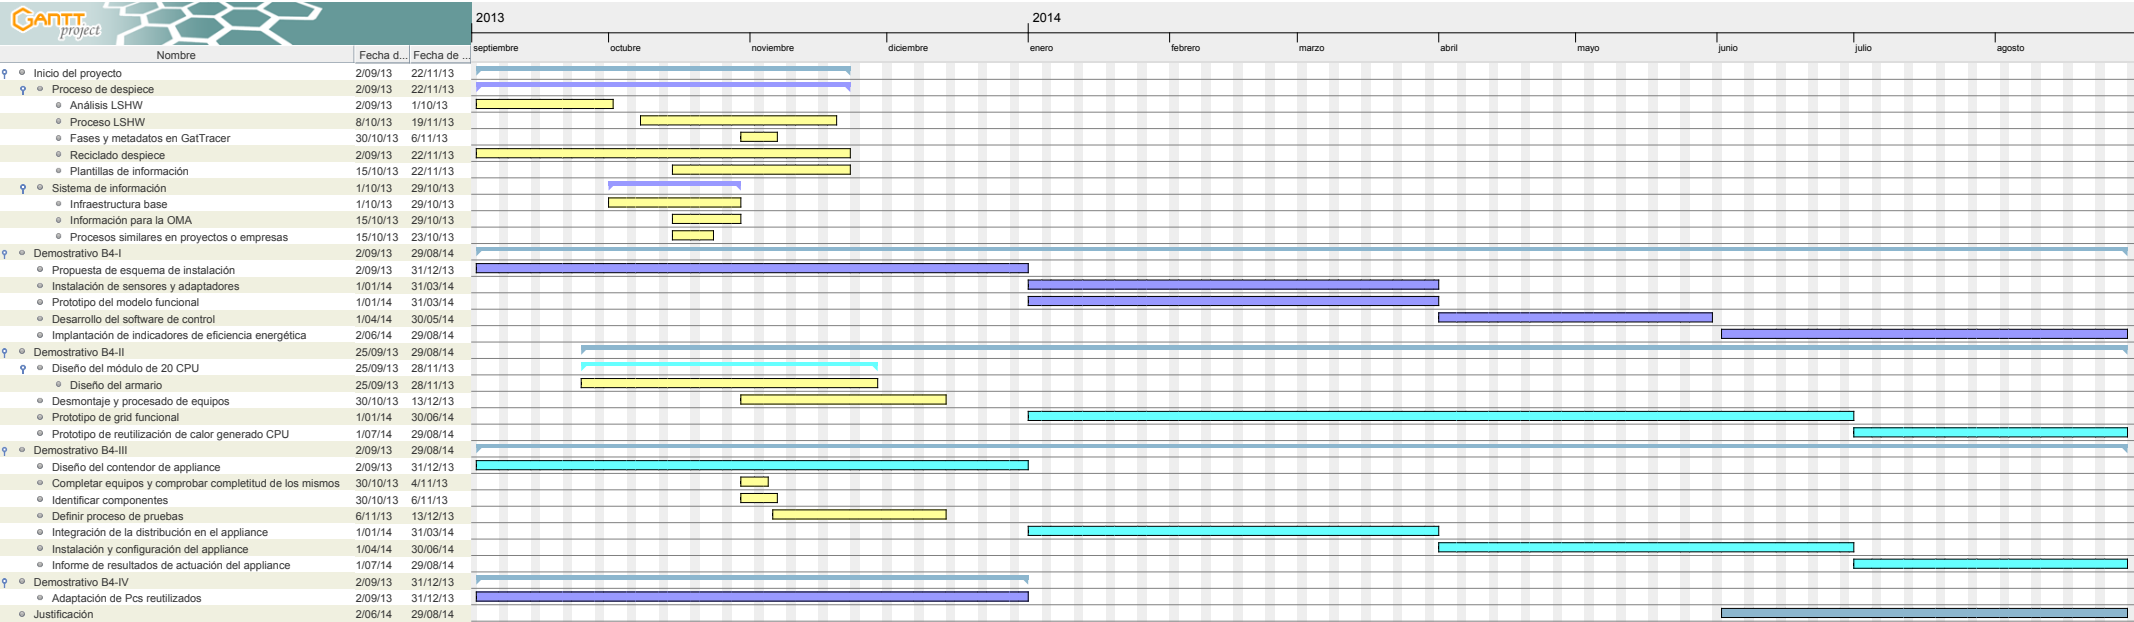 GANTT project
2013 2014
septiembre octubre noviembre diciembre enero febrero marzo abril mayo junio julio agosto
Nombre Fecha d... Fecha de ...
Inicio del proyecto 2/09/13 22/11/13
Proceso de despiece 2/09/13 22/11/13
Análisis LSHW 2/09/13 1/10/13
Proceso LSHW 8/10/13 19/11/13
Fases y metadatos en GatTracer 30/10/13 6/11/13
Reciclado despiece 2/09/13 22/11/13
Plantillas de información 15/10/13 22/11/13
Sistema de información 1/10/13 29/10/13
Infraestructura base 1/10/13 29/10/13
Información para la OMA 15/10/13 29/10/13
Procesos similares en proyectos o empresas 15/10/13 23/10/13
Demostrativo B4-I 2/09/13 29/08/14
Propuesta de esquema de instalación 2/09/13 31/12/13
Instalación de sensores y adaptadores 1/01/14 31/03/14
Prototipo del modelo funcional 1/01/14 31/03/14
Desarrollo del software de control 1/04/14 30/05/14
Implantación de indicadores de eficiencia energética 2/06/14 29/08/14
Demostrativo B4-II 25/09/13 29/08/14
Diseño del módulo de 20 CPU 25/09/13 28/11/13
Diseño del armario 25/09/13 28/11/13
Desmontaje y procesado de equipos 30/10/13 13/12/13
Prototipo de grid funcional 1/01/14 30/06/14
Prototipo de reutilización de calor generado CPU 1/07/14 29/08/14
Demostrativo B4-III 2/09/13 29/08/14
Diseño del contendor de appliance 2/09/13 31/12/13
Completar equipos y comprobar completitud de los mismos 30/10/13 4/11/13
Identificar componentes 30/10/13 6/11/13
Definir proceso de pruebas 6/11/13 13/12/13
Integración de la distribución en el appliance 1/01/14 31/03/14
Instalación y configuración del appliance 1/04/14 30/06/14
Informe de resultados de actuación del appliance 1/07/14 29/08/14
Demostrativo B4-IV 2/09/13 31/12/13
Adaptación de Pcs reutilizados 2/09/13 31/12/13
Justificación 2/06/14 29/08/14